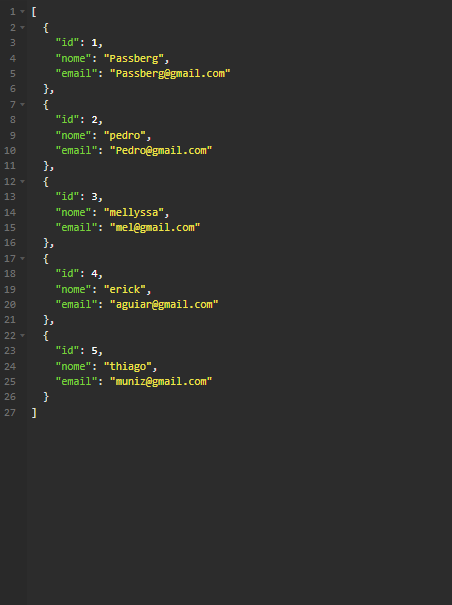 1 [
2 {
3 "id": 1,
4 "nome": "Passberg",
5 "email": "Passberg@gmail.com"
6 },
7 {
8 "id": 2,
9 "nome": "pedro",
10 "email": "Pedro@gmail.com"
11 },
12 {
13 "id": 3,
14 "nome": "mellyssa",
15 "email": "mel@gmail.com"
16 },
17 {
18 "id": 4,
19 "nome": "erick",
20 "email": "aguiar@gmail.com"
21 },
22 {
23 "id": 5,
24 "nome": "thiago",
25 "email": "muniz@gmail.com"
26 }
27 ]